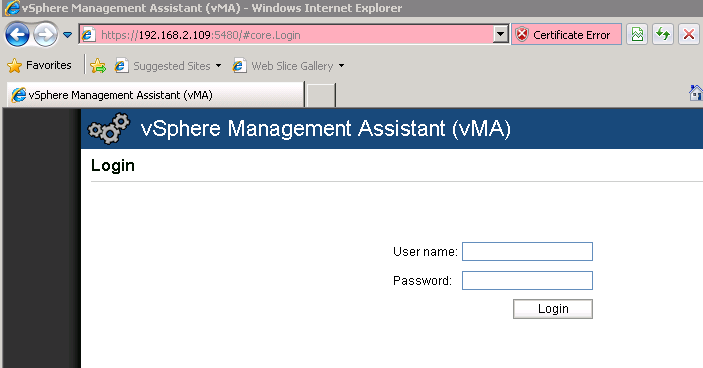 vSphere Management Assistant (vMA) - Windows Internet Explorer
https://192.168.2.109:5480/#core.Login Certificate Error
Favorites Suggested Sites Web Slice Gallery
vSphere Management Assistant (vMA)
vSphere Management Assistant (vMA)
Login
User name:
Password:
Login